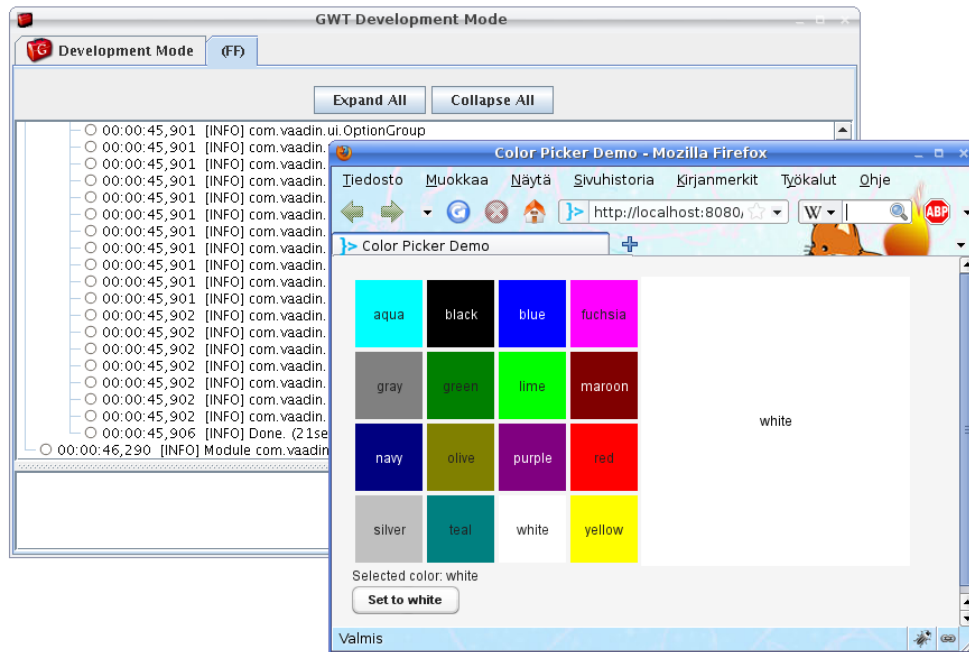 GWT Development Mode
Development Mode (FF)
Expand All Collapse All
00:00:45,901 [INFO] com.vaadin.ui.OptionGroup
00:00:45,901 [INFO] com.vaadin.
00:00:45,901 [INFO] com.vaadin.
00:00:45,901 [INFO] com.vaadin.
00:00:45,901 [INFO] com.vaadin.
00:00:45,901 [INFO] com.vaadin.
00:00:45,901 [INFO] com.vaadin.
00:00:45,901 [INFO] com.vaadin.
00:00:45,901 [INFO] com.vaadin.
00:00:45,901 [INFO] com.vaadin.
00:00:45,901 [INFO] com.vaadin.
00:00:45,902 [INFO] com.vaadin.
00:00:45,902 [INFO] com.vaadin.
00:00:45,902 [INFO] com.vaadin.
00:00:45,902 [INFO] com.vaadin.
00:00:45,902 [INFO] com.vaadin.
00:00:45,902 [INFO] com.vaadin.
00:00:45,902 [INFO] com.vaadin.
00:00:45,906 [INFO] Done. (21se
00:00:46,290 [INFO] Module com.vaadin
Color Picker Demo - Mozilla Firefox
Tiedosto Muokkaa Näytä Sivuhistoria Kirjanmerkit Työkalut Ohje
}> http://localhost:8080/ W ABP
}> Color Picker Demo
aqua black blue fuchsia
gray green lime maroon
white
navy olive purple red
silver teal white yellow
Selected color: white
Set to white
Valmis